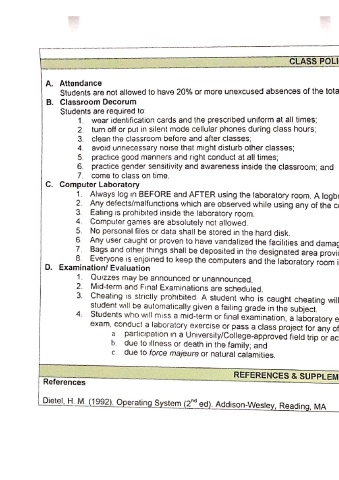 CLASS POLI
A. Attendance
Students are not allowed to have 20% or more unexcused absences of the tota
B. Classroom Decorum
Students are required to:
1. wear identification cards and the prescribed uniform at all times;
2. turn off or put in silent mode cellular phones during class hours;
3. clean the classroom before and after classes.
4. avoid unnecessary noise that might disturb other classes;
5. practice good manners and right conduct at all times;
6. practice gender sensitivity and awareness inside the classroom; and
7. come to class on time.
C. Computer Laboratory
1. Always log in BEFORE and AFTER using the laboratory room. A logb
2. Any defects/malfunctions which are observed while using any of the c
3. Eating is prohibited inside the laboratory room.
4. Computer games are absolutely not allowed.
5. No personal files or data shall be stored in the hard disk.
6. Any user caught or proven to have vandalized the facilities and damag
7. Bags and other things shall be deposited in the designated area provi
8. Everyone is enjoined to keep the computers and the laboratory room i
D. Examination/ Evaluation
1. Quizzes may be announced or unannounced.
2. Mid-term and Final Examinations are scheduled.
3. Cheating is strictly prohibited. A student who is caught cheating will
student will be automatically given a failing grade in the subject.
4. Students who will miss a mid-term or final examination, a laboratory e
exam, conduct a laboratory exercise or pass a class project for any of
a. participation in a University/College-approved field trip or ac
b. due to illness or death in the family; and
c. due to force majeure or natural calamities.
REFERENCES & SUPPLEM
References
Dietel, H. M. (1992). Operating System (2nd ed). Addison-Wesley, Reading, MA